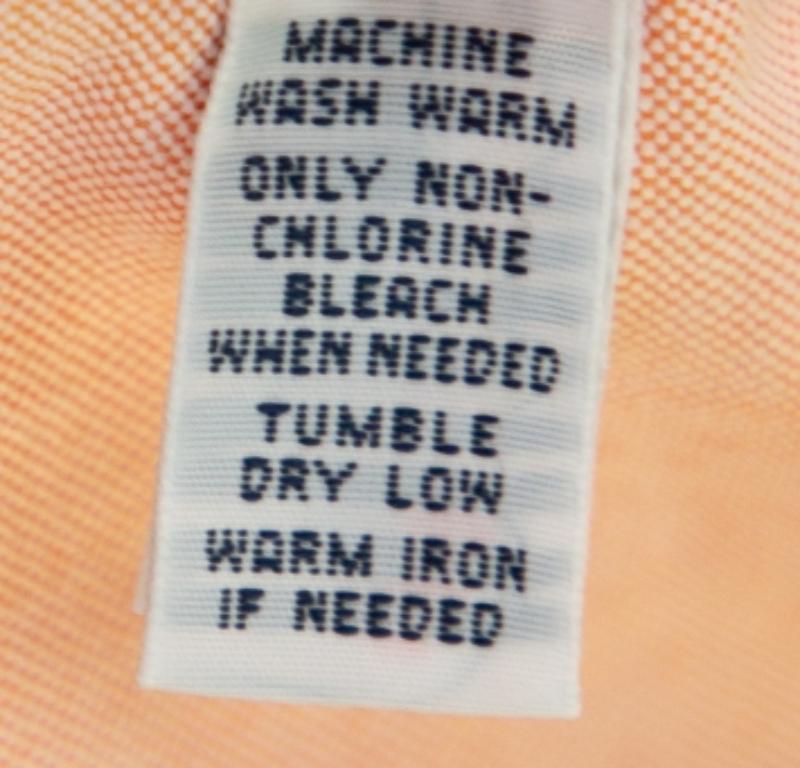 MACHINE
WASH WARM
ONLY NON-
CHLORINE
BLEACH
WHEN NEEDED
TUMBLE
DRY LOW
WARM IRON
IF NEEDED